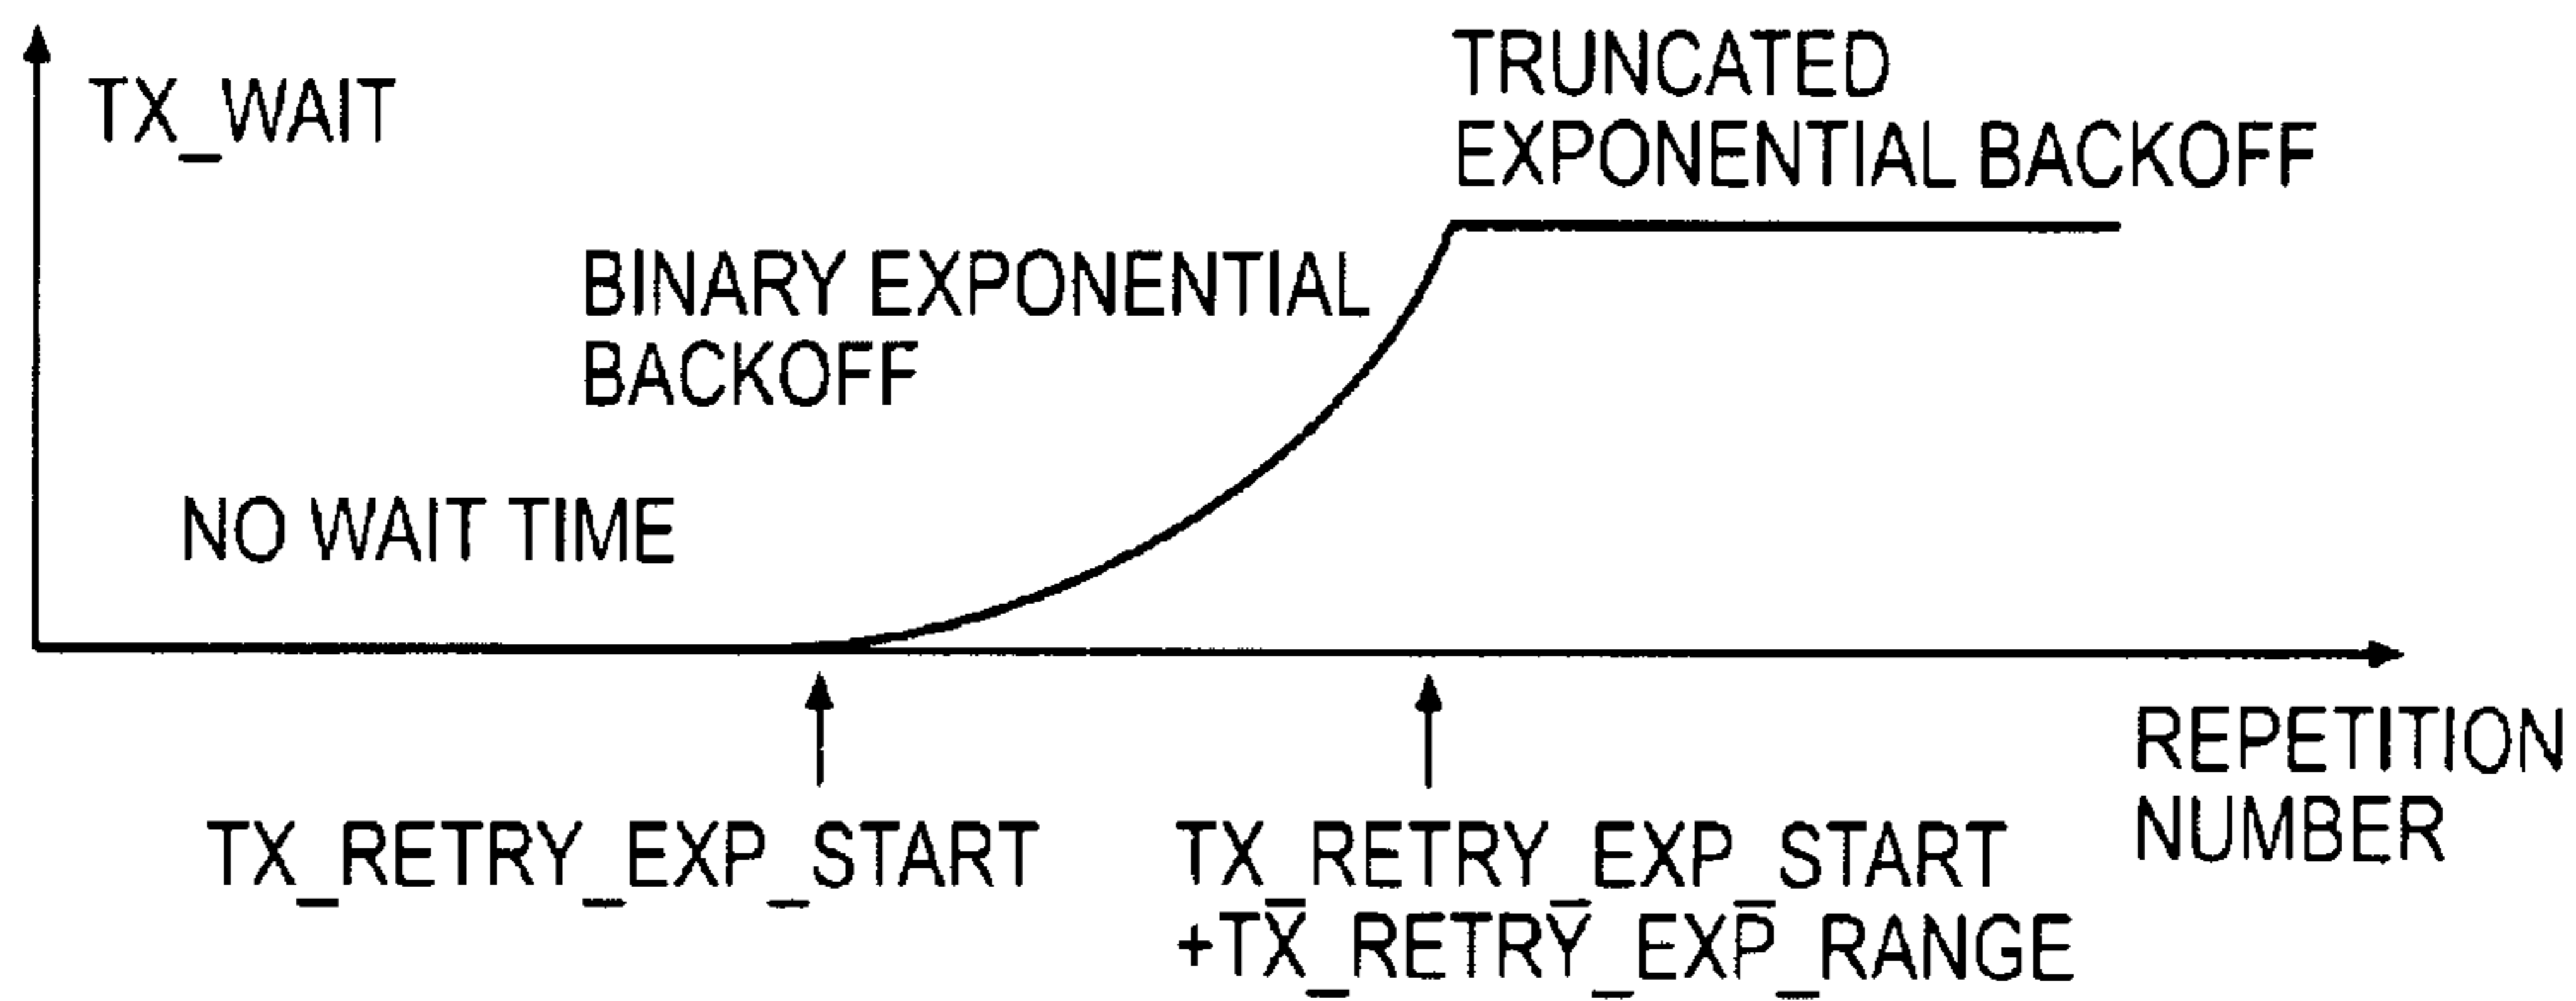 TX_WAIT
TRUNCATED
EXPONENTIAL BACKOFF
BINARY EXPONENTIAL
BACKOFF
NO WAIT TIME
REPETITION
NUMBER
TX_RETRY_EXP_START
TX_RETRY_EXP_START
+TX_RETRY_EXP_RANGE